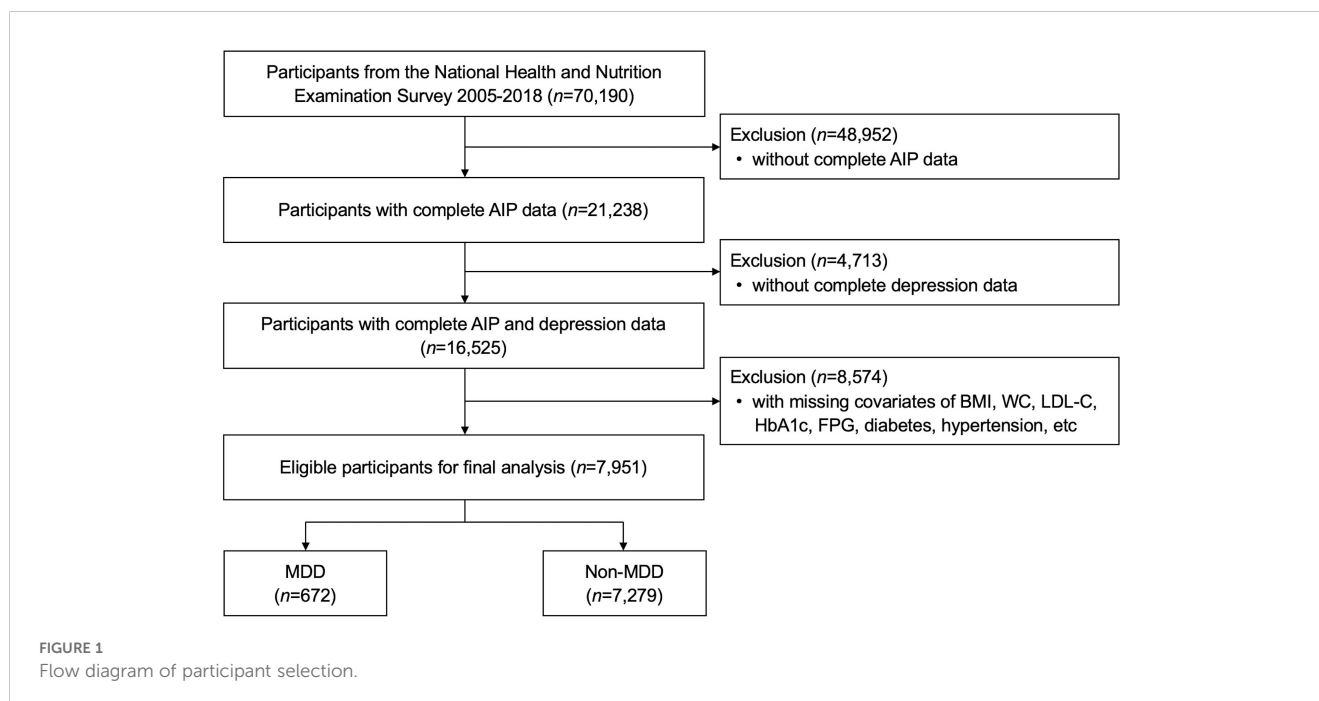 Participants from the National Health and Nutrition
Examination Survey 2005-2018 (n=70,190)
Exclusion (n=48,952)
• without complete AIP data
Participants with complete AIP data (n=21,238)
Exclusion (n=4,713)
• without complete depression data
Participants with complete AIP and depression data
(n=16,525)
Exclusion (n=8,574)
• with missing covariates of BMI, WC, LDL-C,
HbA1c, FPG, diabetes, hypertension, etc
Eligible participants for final analysis (n=7,951)
MDD
(n=672)
Non-MDD
(n=7,279)
FIGURE 1
Flow diagram of participant selection.